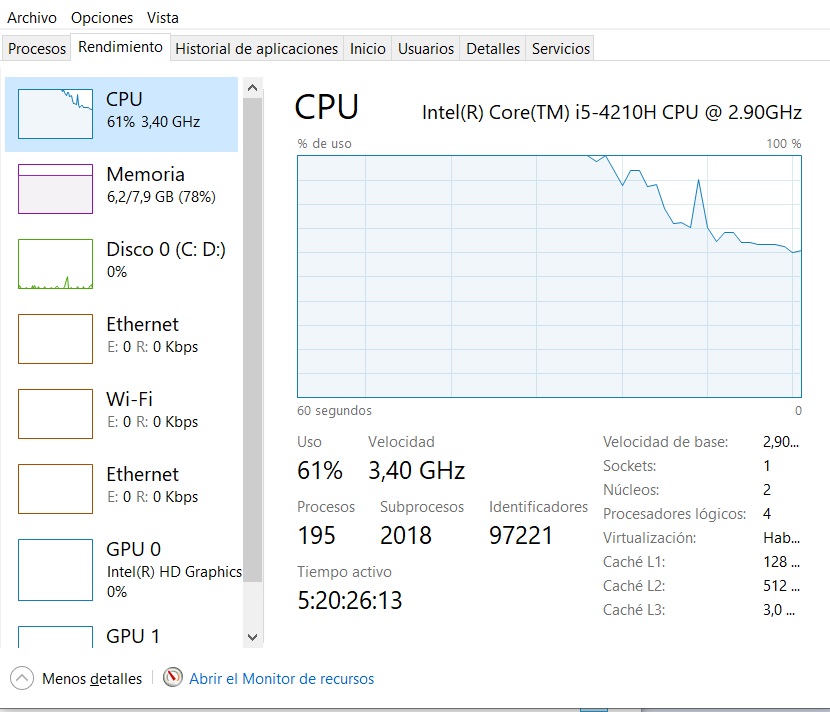 Archivo Opciones Vista
Procesos Rendimiento Historial de aplicaciones Inicio Usuarios Detalles Servicios
CPU
61% 3,40 GHz
Memoria
6,2/7,9 GB (78%)
Disco 0 (C: D:)
0%
Ethernet
E: 0 R: 0 Kbps
Wi-Fi
E: 0 R: 0 Kbps
Ethernet
E: 0 R: 0 Kbps
GPU 0
Intel(R) HD Graphics
0%
GPU 1
CPU Intel(R) Core(TM) i5-4210H CPU @ 2.90GHz
% de uso 100 %
60 segundos 0
Uso Velocidad
61% 3,40 GHz
Procesos Subprocesos Identificadores
195 2018 97221
Tiempo activo
5:20:26:13
Velocidad de base: 2,90...
Sockets: 1
Núcleos: 2
Procesadores lógicos: 4
Virtualización: Hab...
Caché L1: 128 ...
Caché L2: 512 ...
Caché L3: 3,0 ...
Menos detalles Abrir el Monitor de recursos